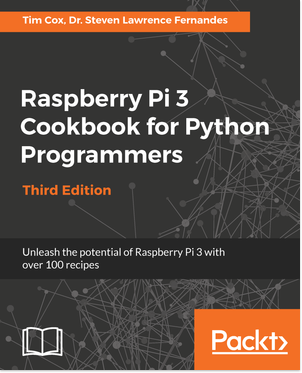 Tim Cox, Dr. Steven Lawrence Fernandes
Raspberry Pi 3
Cookbook for Python
Programmers
Third Edition
Unleash the potential of Raspberry Pi 3 with
over 100 recipes
Packt>